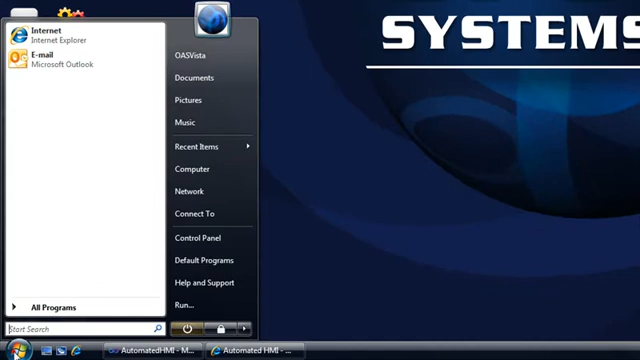 SYSTEMS
Internet
Internet Explorer
E-mail
Microsoft Outlook
OASVista
Documents
Pictures
Music
Recent Items
Computer
Network
Connect To
Control Panel
Default Programs
Help and Support
Run...
All Programs
Start Search
AutomatedHMI - M...
Automated HMI - ...